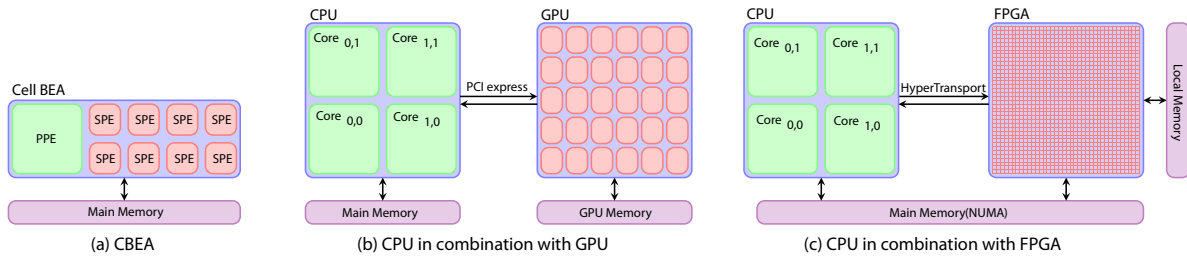 Cell BEA
PPE
SPE SPE SPE SPE
SPE SPE SPE SPE
Main Memory
(a) CBEA
CPU
Core 0,1 Core 1,1
Core 0,0 Core 1,0
PCI express
GPU
Main Memory
GPU Memory
(b) CPU in combination with GPU
CPU
Core 0,1 Core 1,1
Core 0,0 Core 1,0
HyperTransport
FPGA
Local Memory
Main Memory(NUMA)
(c) CPU in combination with FPGA